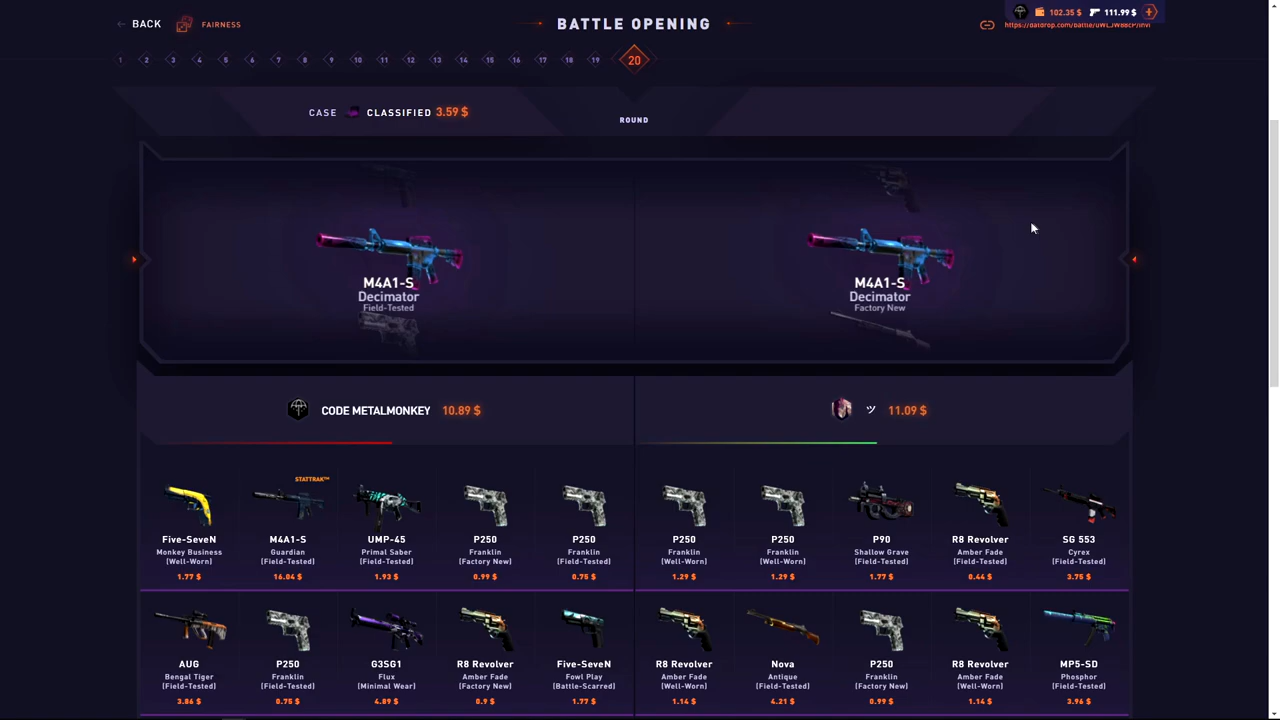 BACK
FAIRNESS
BATTLE OPENING
102.35 $
111.99 $
1 2 3 4 5 6 7 8 9 10 11 12 13 14 15 16 17 18 19 20
CASE CLASSIFIED 3.59 $
ROUND
M4A1-S
Decimator
Field-Tested
M4A1-S
Decimator
Factory New
CODE METALMONKEY 10.89 $
ツ 11.09 $
STATTRAK™
Five-SeveN M4A1-S UMP-45 P250 P250 P250 P250 P90 R8 Revolver SG 553
Monkey Business Guardian Primal Saber Franklin Franklin Franklin Franklin Shallow Grave Amber Fade Cyrex
(Well-Worn) (Field-Tested) (Field-Tested) (Factory New) (Field-Tested) (Well-Worn) (Well-Worn) (Field-Tested) (Field-Tested) (Field-Tested)
1.77 $ 16.04 $ 1.93 $ 0.99 $ 0.75 $ 1.29 $ 1.29 $ 1.77 $ 0.44 $ 3.75 $
AUG P250 G3SG1 R8 Revolver Five-SeveN R8 Revolver Nova P250 R8 Revolver MP5-SD
Bengal Tiger Franklin Flux Amber Fade Fowl Play Amber Fade Antique Franklin Amber Fade Phosphor
(Field-Tested) (Field-Tested) (Minimal Wear) (Factory New) (Battle-Scarred) (Well-Worn) (Field-Tested) (Factory New) (Well-Worn) (Field-Tested)
3.86 $ 0.75 $ 4.89 $ 0.9 $ 1.77 $ 1.14 $ 4.21 $ 0.99 $ 1.14 $ 3.96 $